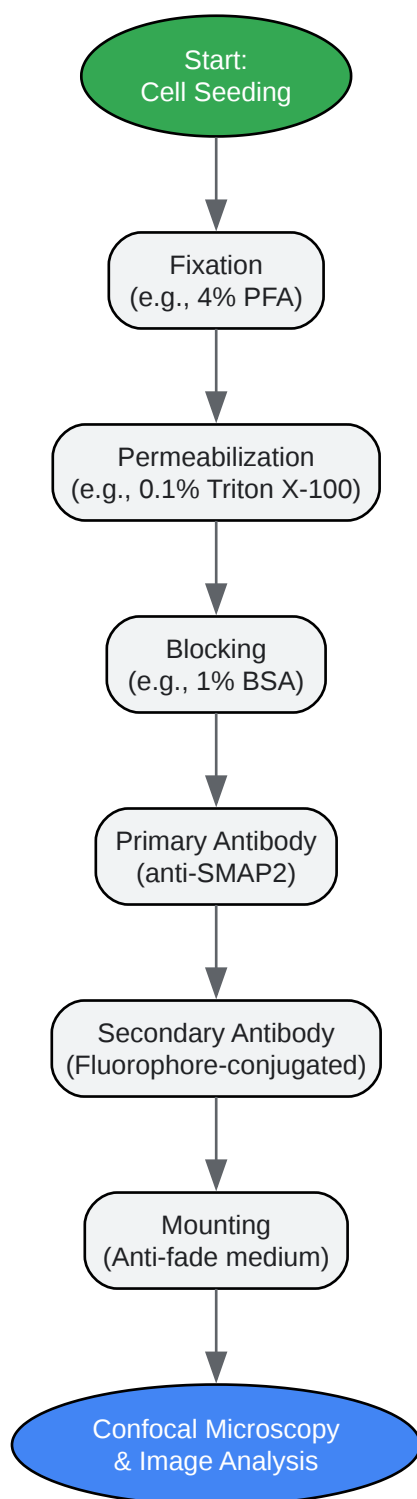 Start:
Cell Seeding
Fixation
(e.g., 4% PFA)
Permeabilization
(e.g., 0.1% Triton X-100)
Blocking
(e.g., 1% BSA)
Primary Antibody
(anti-SMAP2)
Secondary Antibody
(Fluorophore-conjugated)
Mounting
(Anti-fade medium)
Confocal Microscopy
& Image Analysis